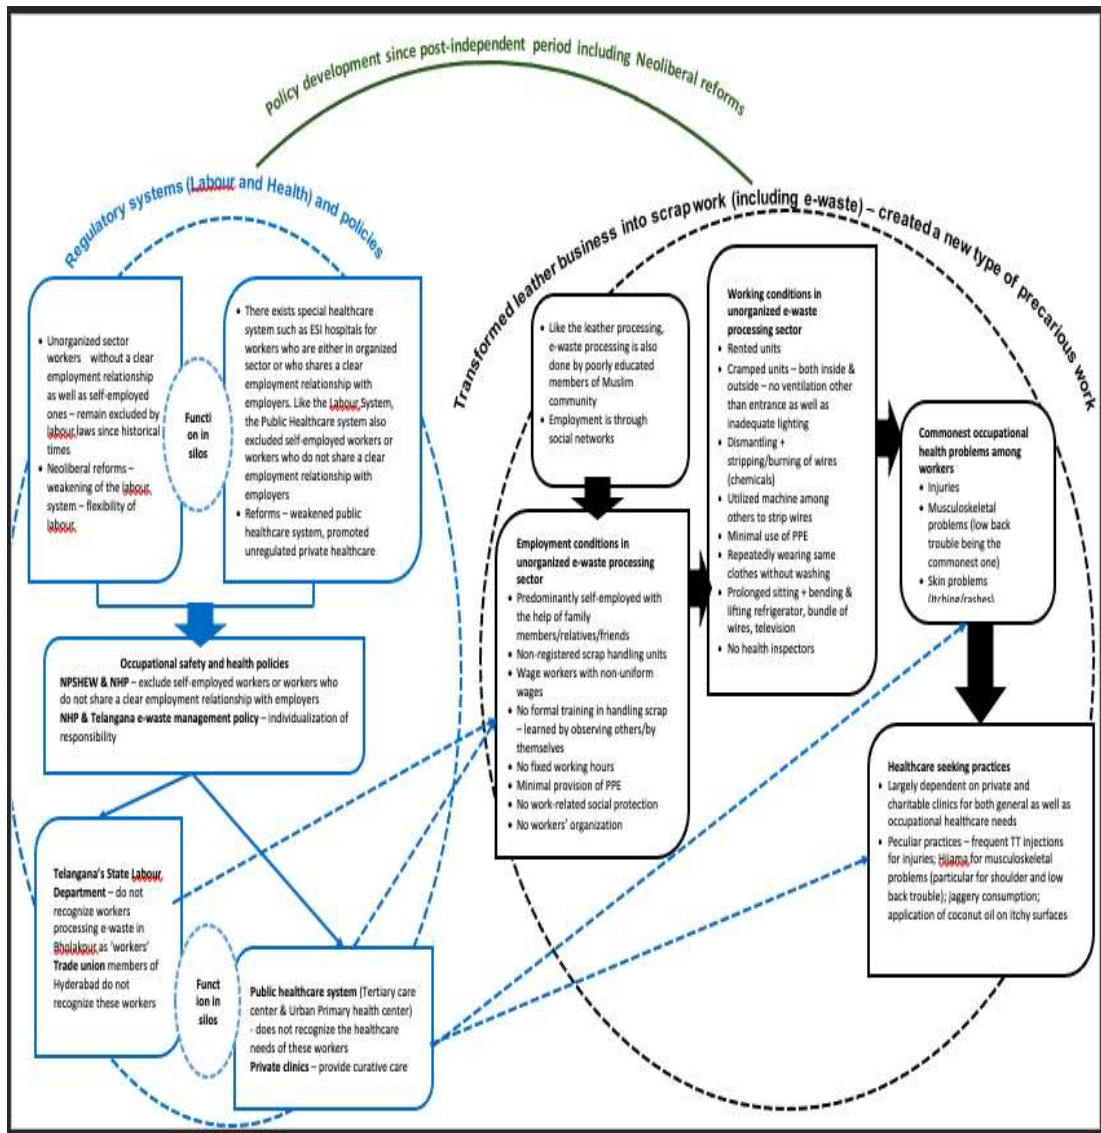 Policy development since post-independent period including Neoliberal reforms
Regulatory systems (Labour and Health) and policies
Transformed leather business into scrap work (including e-waste) – created a new type of precarious work
• Unorganized sector
workers without a clear
employment relationship
as well as self-employed
ones – remain excluded by
labour laws since historical
times
• Neoliberal reforms –
weakening of the labour
system – flexibility of
labour
Functi
on in
silos
• There exists special healthcare
system such as ESI hospitals for
workers who are either in organized
sector or who shares a clear
employment relationship with
employers. Like the Labour System,
the Public Healthcare system also
excluded self-employed workers or
workers who do not share a clear
employment relationship with
employers
• Reforms – weakened public
healthcare system, promoted
unregulated private healthcare
Occupational safety and health policies
NPSHEW & NHP – exclude self-employed workers or workers who
do not share a clear employment relationship with employers
NHP & Telangana e-waste management policy – individualization of
responsibility
Telangana's State Labour
Department – do not
recognize workers
processing e-waste in
Bholakpur as 'workers'
Trade union members of
Hyderabad do not
recognize these workers
Funct
ion in
silos
Public healthcare system (Tertiary care
center & Urban Primary health center)
- does not recognize the healthcare
needs of these workers
Private clinics – provide curative care
• Like the leather processing,
e-waste processing is also
done by poorly educated
members of Muslim
community
• Employment is through
social networks
Employment conditions in
unorganized e-waste processing
sector
• Predominantly self-employed with
the help of family
members/relatives/friends
• Non-registered scrap handling units
• Wage workers with non-uniform
wages
• No formal training in handling scrap
– learned by observing others/by
themselves
• No fixed working hours
• Minimal provision of PPE
• No work-related social protection
• No workers' organization
Working conditions in
unorganized e-waste
processing sector
• Rented units
• Cramped units – both inside &
outside – no ventilation other
than entrance as well as
inadequate lighting
• Dismantling +
stripping/burning of wires
(chemicals)
• Utilized machine among
others to strip wires
• Minimal use of PPE
• Repeatedly wearing same
clothes without washing
• Prolonged sitting + bending &
lifting refrigerator, bundle of
wires, television
• No health inspectors
Commonest occupational
health problems among
workers
• Injuries
• Musculoskeletal
problems (low back
trouble being the
commonest one)
• Skin problems
(Itching/rashes)
Healthcare seeking practices
• Largely dependent on private and
charitable clinics for both general as well as
occupational healthcare needs
• Peculiar practices – frequent TT injections
for injuries; Hijama for musculoskeletal
problems (particular for shoulder and low
back trouble); jaggery consumption;
application of coconut oil on itchy surfaces